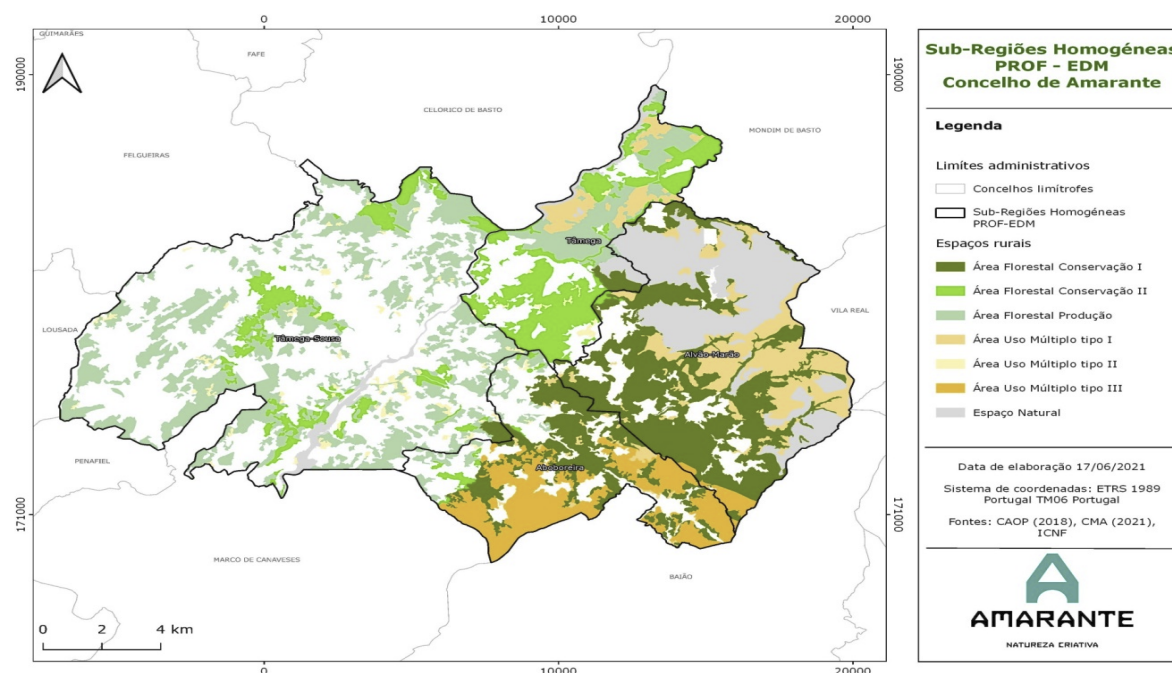 0 10000 20000
GUIMARÃES
FAFE
190000
190000
CELORICO DE BASTO
MONDIM DE BASTO
FELGUEIRAS
Tâmega
VILA REAL
LOUSADA
Tâmega-Sousa
Alvão-Marão
PENAFIEL
Aboboreira
171000
171000
MARCO DE CANAVESES
BAIÃO
0 2 4 km
0 10000 20000
Sub-Regiões Homogéneas
PROF - EDM
Concelho de Amarante
Legenda
Limítes administrativos
Concelhos limítrofes
Sub-Regiões Homogéneas
PROF-EDM
Espaços rurais
Área Florestal Conservação I
Área Florestal Conservação II
Área Florestal Produção
Área Uso Múltiplo tipo I
Área Uso Múltiplo tipo II
Área Uso Múltiplo tipo III
Espaço Natural
Data de elaboração 17/06/2021
Sistema de coordenadas: ETRS 1989
Portugal TM06 Portugal
Fontes: CAOP (2018), CMA (2021),
ICNF
AMARANTE
NATUREZA CRIATIVA